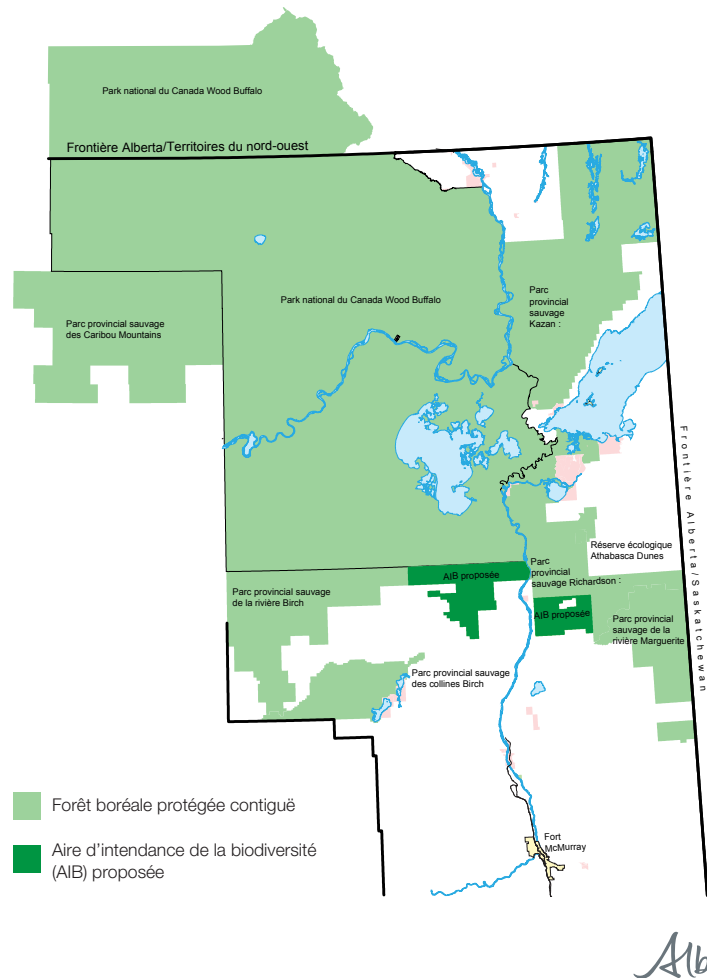 Park national du Canada Wood Buffalo
Frontière Alberta/Territoires du nord-ouest
Parc
provincial
sauvage
Kazan :
Park national du Canada Wood Buffalo
Parc provincial sauvage
des Caribou Mountains
Frontière Alberta/Saskatchewan
Réserve écologique
Athabasca Dunes
Parc
provincial
sauvage Richardson :
AIB proposée
Parc provincial sauvage
de la rivière Birch
AIB proposée
Parc provincial
sauvage de la
rivière Marguerite
Parc provincial sauvage
des collines Birch
Forêt boréale protégée contiguë
Aire d'intendance de la biodiversité
(AIB) proposée
Fort
McMurray
Alb